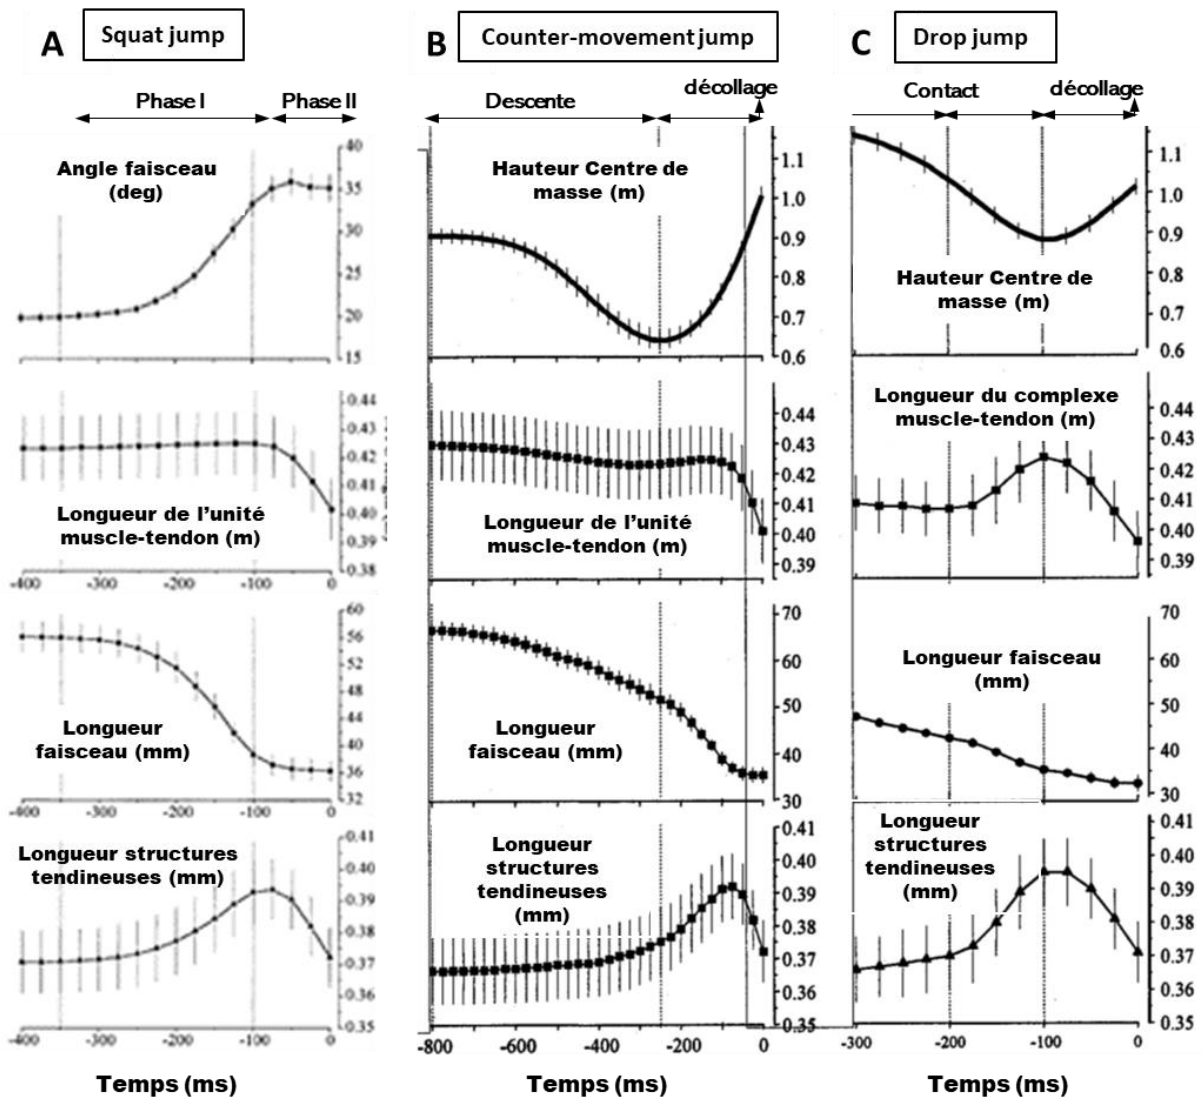 A
Squat jump
B
Counter-movement jump
C
Drop jump
Phase I
Phase II
Descente
décollage
Contact
décollage
Angle faisceau
(deg)
40
35
30
25
20
15
Hauteur Centre de
masse (m)
1.1
1.0
0.9
0.8
0.7
0.6
Hauteur Centre de
masse (m)
1.1
1.0
0.9
0.8
0.7
0.6
Longueur de l'unité
muscle-tendon (m)
0.44
0.43
0.42
0.41
0.40
0.39
0.38
-400
-300
-200
-100
0
Longueur de l'unité
muscle-tendon (m)
0.44
0.43
0.42
0.41
0.40
0.39
Longueur du complexe
muscle-tendon (m)
0.44
0.43
0.42
0.41
0.40
0.39
Longueur
faisceau (mm)
60
56
52
48
44
40
36
32
-400
-300
-200
-100
0
Longueur
faisceau (mm)
70
60
50
40
30
Longueur faisceau
(mm)
70
60
50
40
30
Longueur structures
tendineuses (mm)
0.41
0.40
0.39
0.38
0.37
0.36
0.35
-400
-300
-200
-100
0
Longueur
structures
tendineuses
(mm)
0.41
0.40
0.39
0.38
0.37
0.36
0.35
-800
-600
-400
-200
0
Longueur
structures
tendineuses
(mm)
0.41
0.40
0.39
0.38
0.37
0.36
0.35
-300
-200
-100
0
Temps (ms)
Temps (ms)
Temps (ms)